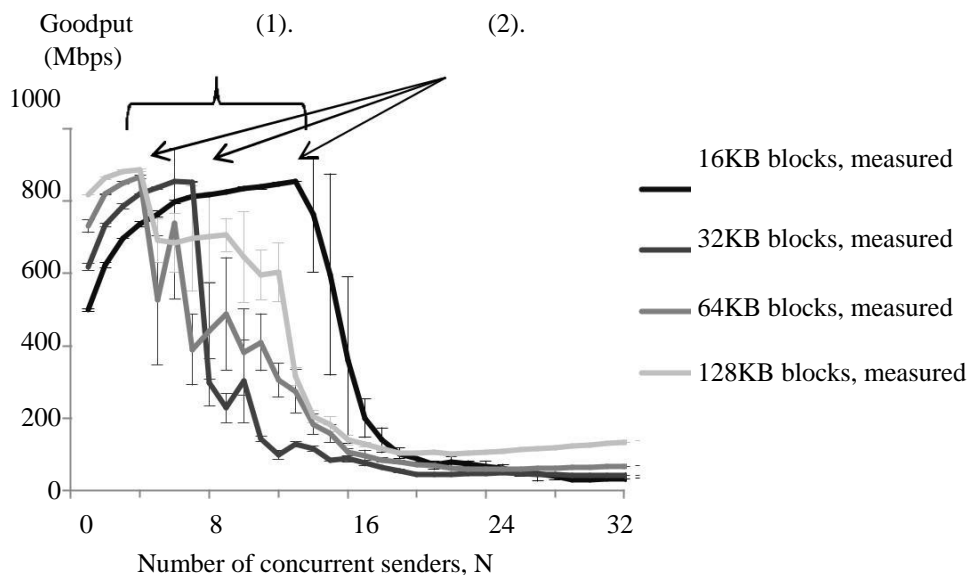 Goodput
(Mbps)
(1).
(2).
1000
800
600
400
200
0
0 8 16 24 32
Number of concurrent senders, N
16KB blocks, measured
32KB blocks, measured
64KB blocks, measured
128KB blocks, measured